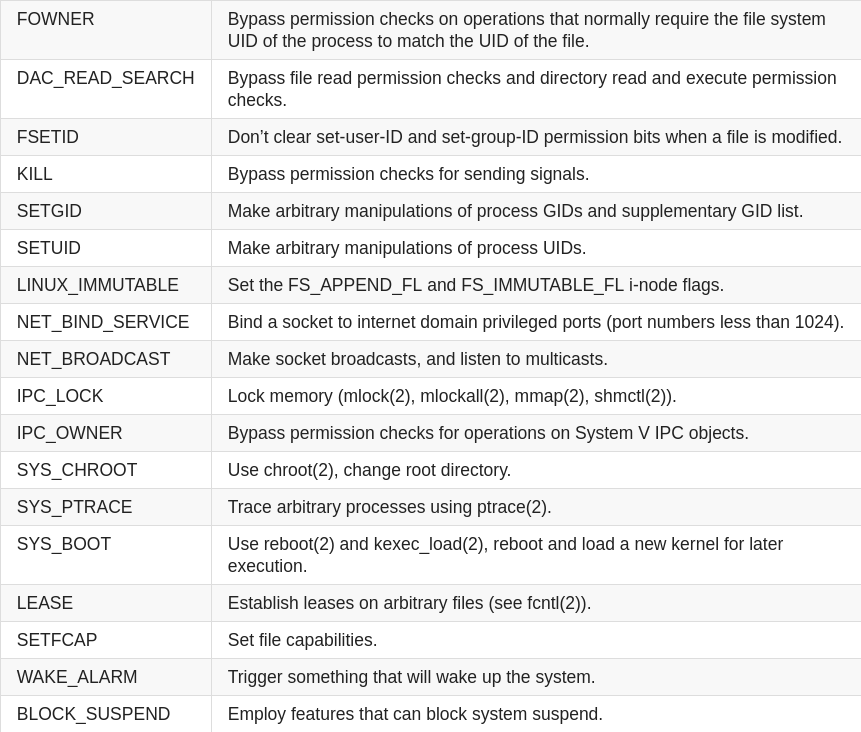 FOWNER
Bypass permission checks on operations that normally require the file system
UID of the process to match the UID of the file.
DAC_READ_SEARCH
Bypass file read permission checks and directory read and execute permission
checks.
FSETID
Don’t clear set-user-ID and set-group-ID permission bits when a file is modified.
KILL
Bypass permission checks for sending signals.
SETGID
Make arbitrary manipulations of process GIDs and supplementary GID list.
SETUID
Make arbitrary manipulations of process UIDs.
LINUX_IMMUTABLE
Set the FS_APPEND_FL and FS_IMMUTABLE_FL i-node flags.
NET_BIND_SERVICE
Bind a socket to internet domain privileged ports (port numbers less than 1024).
NET_BROADCAST
Make socket broadcasts, and listen to multicasts.
IPC_LOCK
Lock memory (mlock(2), mlockall(2), mmap(2), shmctl(2)).
IPC_OWNER
Bypass permission checks for operations on System V IPC objects.
SYS_CHROOT
Use chroot(2), change root directory.
SYS_PTRACE
Trace arbitrary processes using ptrace(2).
SYS_BOOT
Use reboot(2) and kexec_load(2), reboot and load a new kernel for later
execution.
LEASE
Establish leases on arbitrary files (see fcntl(2)).
SETFCAP
Set file capabilities.
WAKE_ALARM
Trigger something that will wake up the system.
BLOCK_SUSPEND
Employ features that can block system suspend.